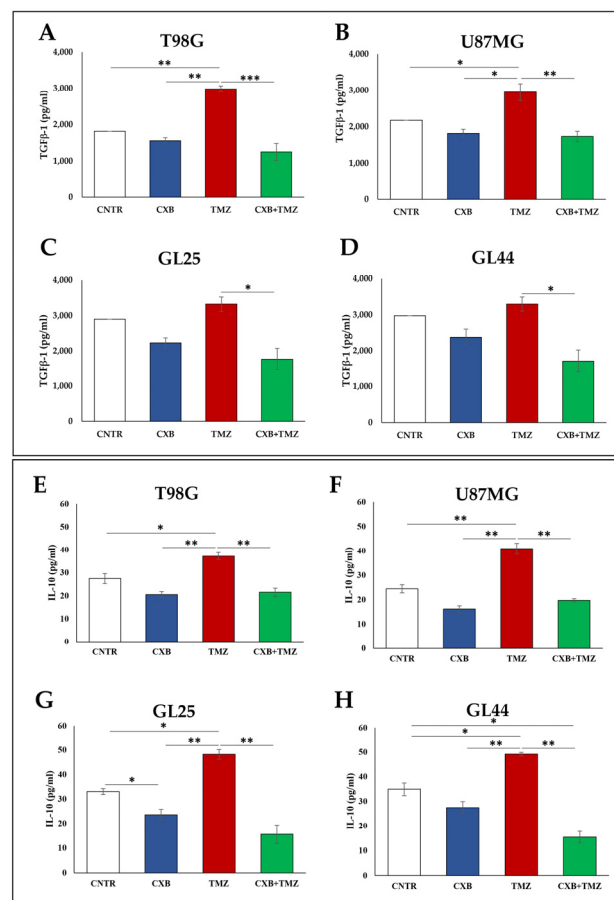 A
T98G
**
**
***
TGFβ-1 (pg/ml)
4,000
3,000
2,000
1,000
0
CNTR
CXB
TMZ
CXB+TMZ
B
U87MG
*
*
**
TGFβ-1 (pg/ml)
4,000
3,000
2,000
1,000
0
CNTR
CXB
TMZ
CXB+TMZ
C
GL25
*
TGFβ-1 (pg/ml)
4,000
3,000
2,000
1,000
0
CNTR
CXB
TMZ
CXB+TMZ
D
GL44
*
TGFβ-1 (pg/ml)
4,000
3,000
2,000
1,000
0
CNTR
CXB
TMZ
CXB+TMZ
E
T98G
*
**
**
IL-10 (pg/ml)
60
50
40
30
20
10
0
CNTR
CXB
TMZ
CXB+TMZ
F
U87MG
**
**
**
IL-10 (pg/ml)
60
50
40
30
20
10
0
CNTR
CXB
TMZ
CXB+TMZ
G
GL25
*
**
**
*
IL-10 (pg/ml)
60
50
40
30
20
10
0
CNTR
CXB
TMZ
CXB+TMZ
H
GL44
*
*
**
**
IL-10 (pg/ml)
60
50
40
30
20
10
0
CNTR
CXB
TMZ
CXB+TMZ